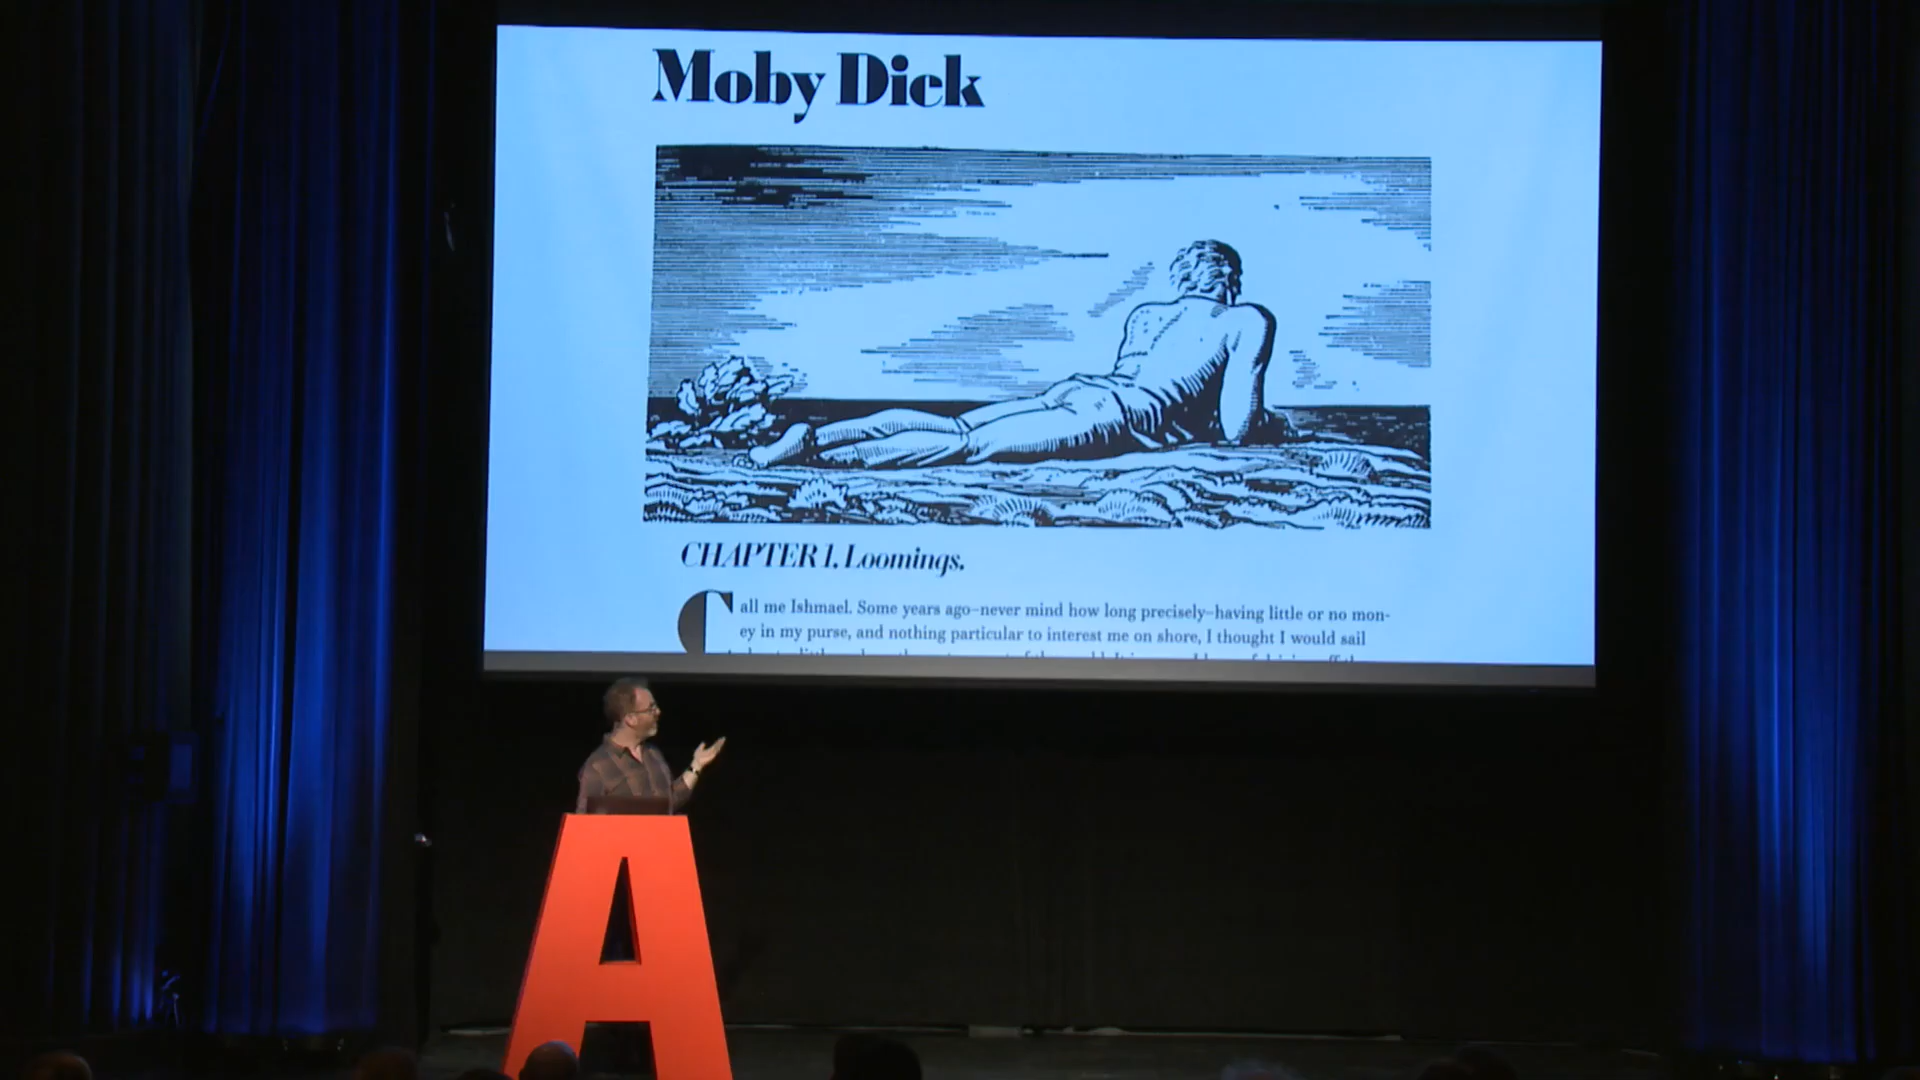 Moby Dick
CHAPTER 1. Loomings.
Call me Ishmael. Some years ago–never mind how long precisely–having little or no mon-
ey in my purse, and nothing particular to interest me on shore, I thought I would sail
A